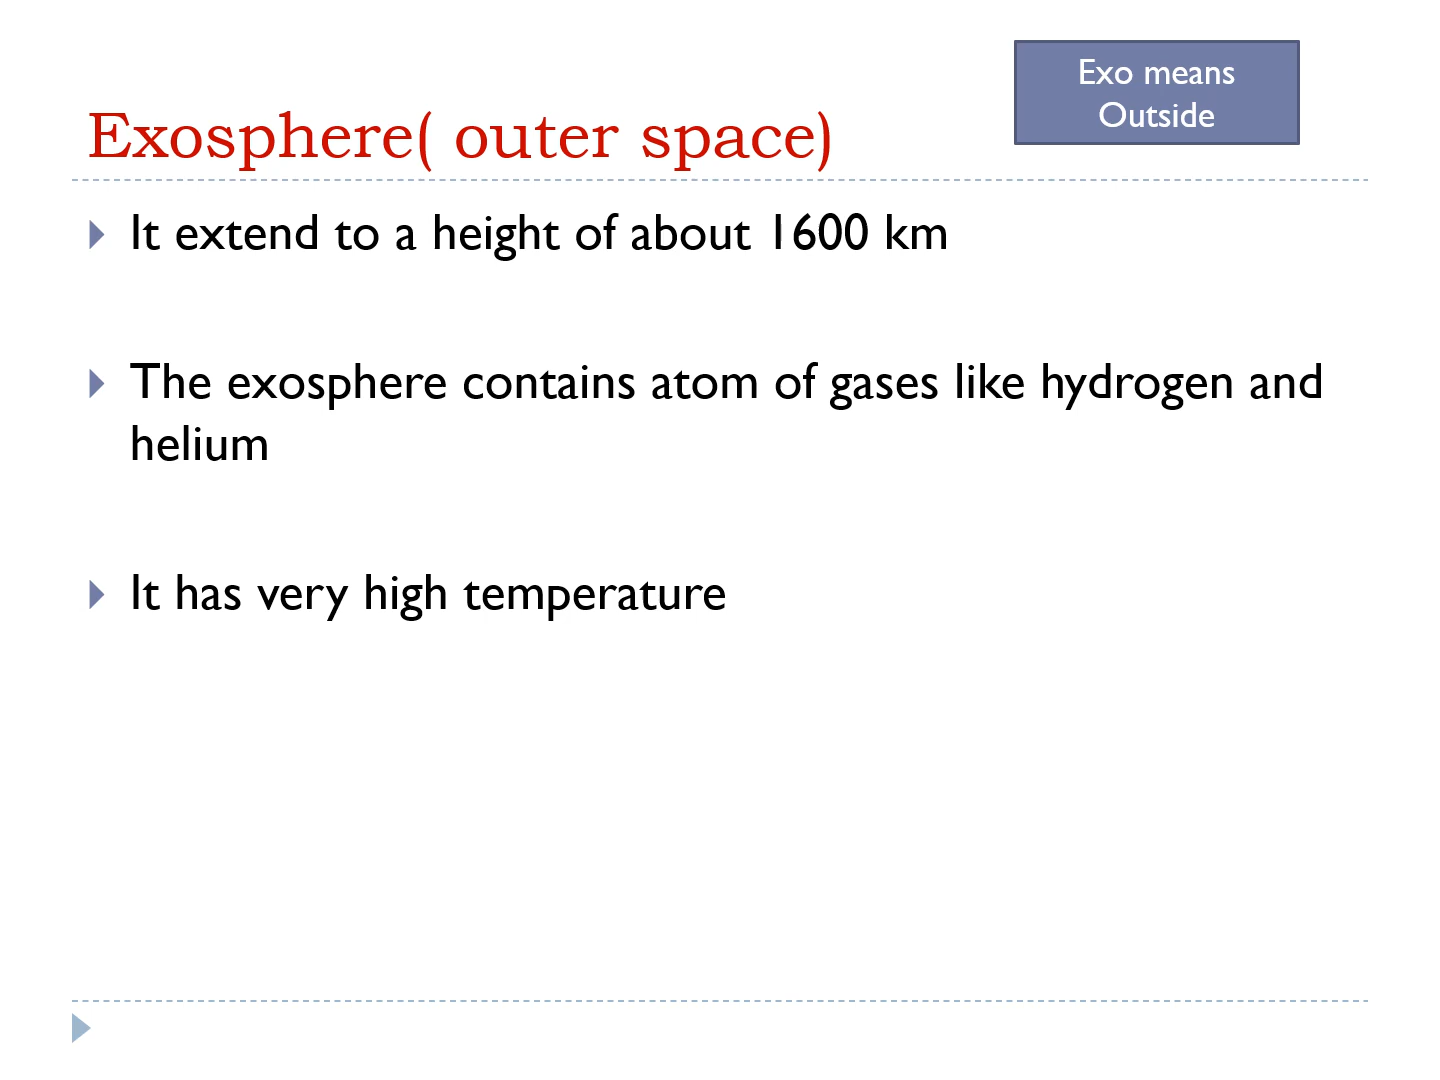 Exo means
Outside
Exosphere( outer space)
It extend to a height of about 1600 km
The exosphere contains atom of gases like hydrogen and
helium
It has very high temperature